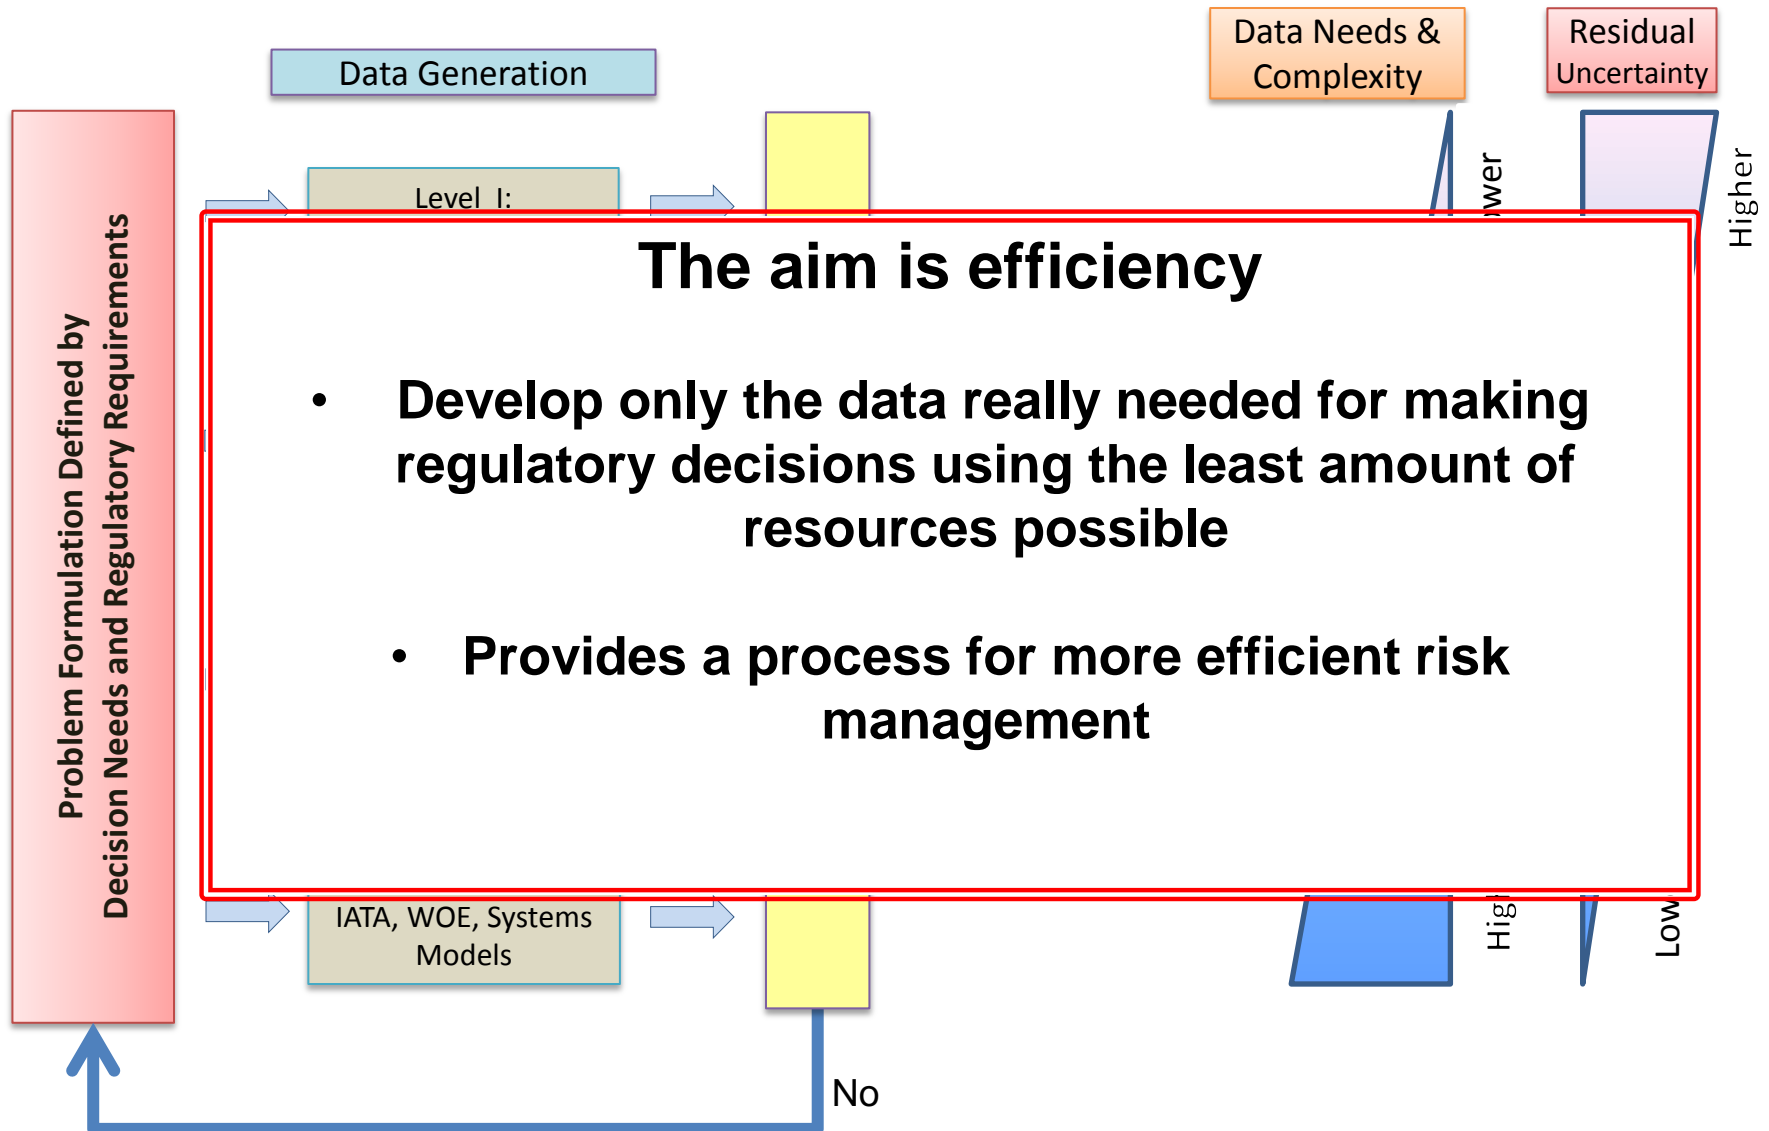 Data Generation
Data Needs &
Complexity
Residual
Uncertainty
Problem Formulation Defined by
Decision Needs and Regulatory Requirements
Level I:
Higher
The aim is efficiency
• Develop only the data really needed for making
regulatory decisions using the least amount of
resources possible
• Provides a process for more efficient risk
management
IATA, WOE, Systems
Models
Low
No